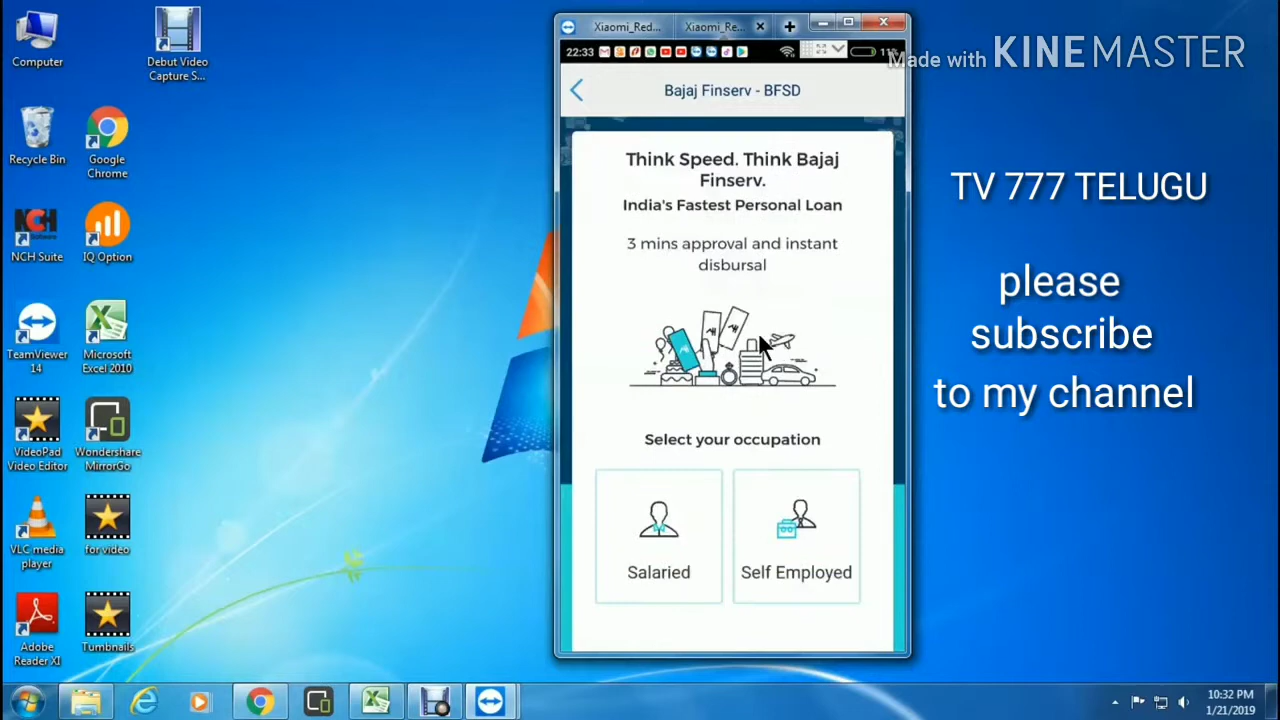 Computer
Debut Video
Capture S...
Recycle Bin
Google
Chrome
NCH
Software
NCH Suite
IQ Option
TeamViewer
14
Microsoft
Excel 2010
VideoPad
Video Editor
Wondershare
MirrorGo
VLC media
player
for video
Adobe
Reader XI
Tumbnails
Xiaomi_Red...
Xiaomi_Re...
22:33
11%
Bajaj Finserv - BFSD
Think Speed. Think Bajaj
Finserv.
India's Fastest Personal Loan
3 mins approval and instant
disbursal
Select your occupation
Salaried
Self Employed
Made with KINEMASTER
TV 777 TELUGU
please
subscribe
to my channel
10:32 PM
1/21/2019